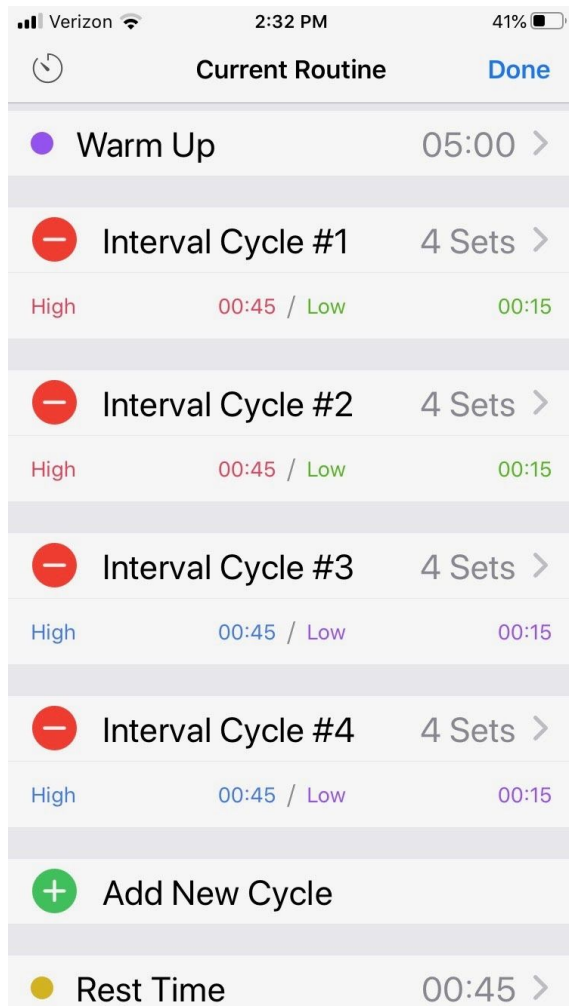 Verizon 2:32 PM 41%
Current Routine Done
Warm Up 05:00
Interval Cycle #1 4 Sets
High 00:45 / Low 00:15
Interval Cycle #2 4 Sets
High 00:45 / Low 00:15
Interval Cycle #3 4 Sets
High 00:45 / Low 00:15
Interval Cycle #4 4 Sets
High 00:45 / Low 00:15
Add New Cycle
Rest Time 00:45